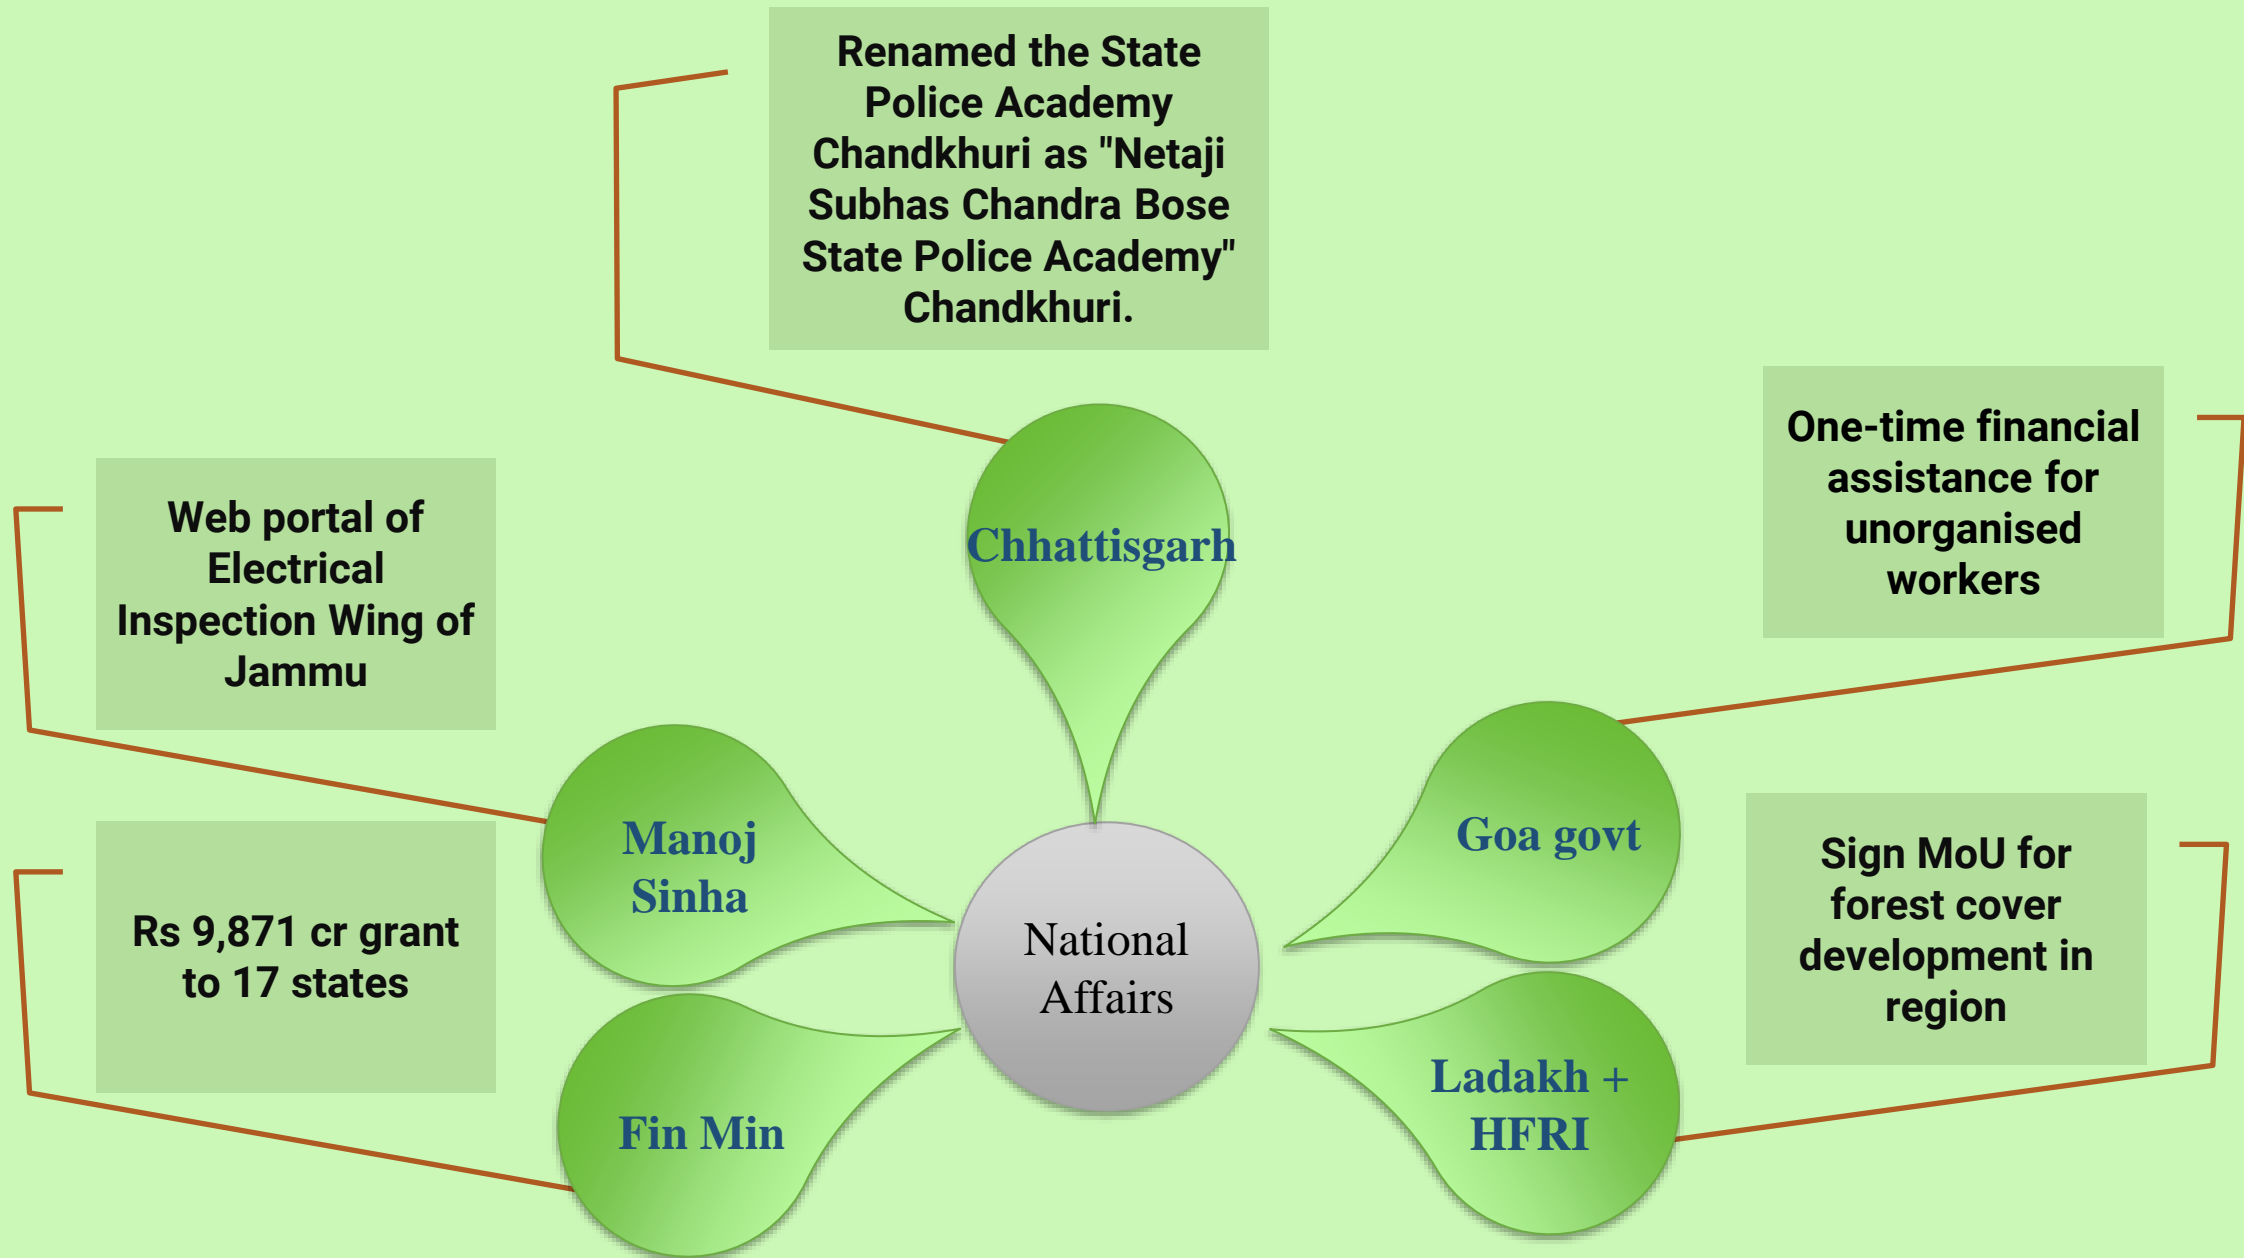 Renamed the State
Police Academy
Chandkhuri as "Netaji
Subhas Chandra Bose
State Police Academy"
Chandkhuri.
One-time financial
assistance for
unorganised
workers
Web portal of
Electrical
Inspection Wing of
Jammu
Chhattisgarh
Manoj
Sinha
Goa govt
Sign MoU for
forest cover
development in
region
Rs 9,871 cr grant
to 17 states
National
Affairs
Fin Min
Ladakh +
HFRI